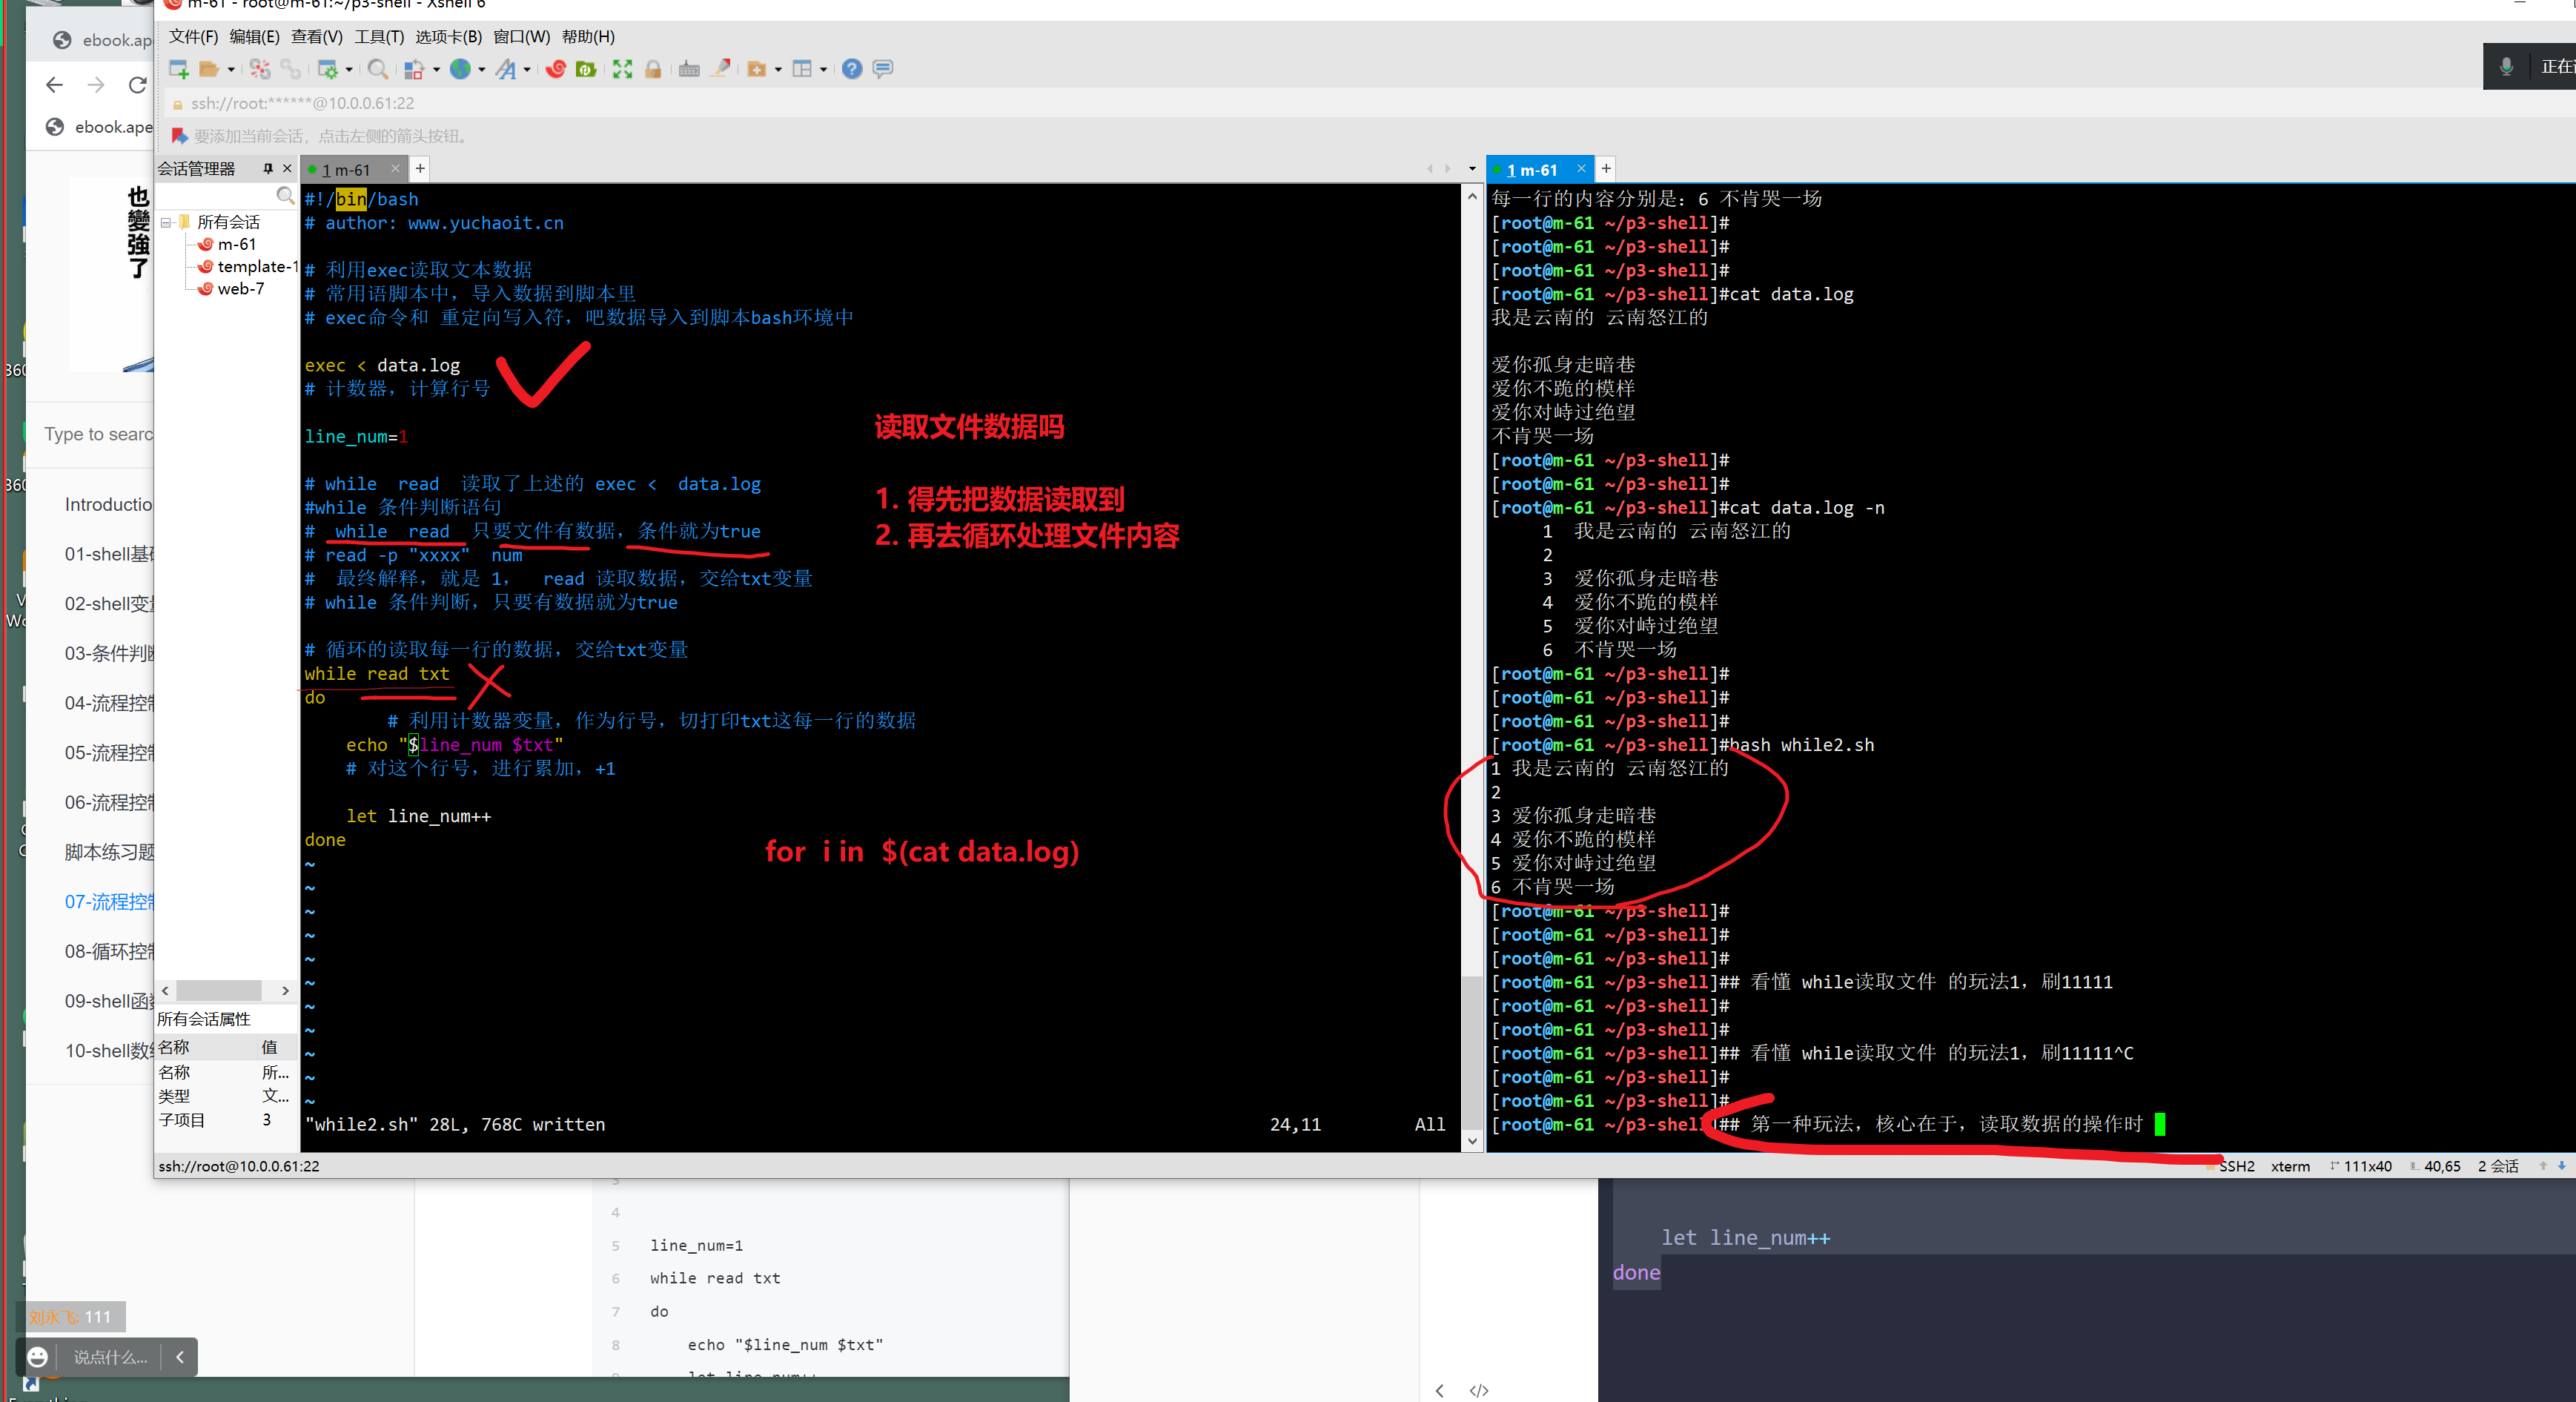 m-61 - root@m-61:~/p3-shell - Xshell 6
文件(F) 编辑(E) 查看(V) 工具(T) 选项卡(B) 窗口(W) 帮助(H)
ssh://root:******@10.0.0.61:22
要添加当前会话，点击左侧的箭头按钮。
正在
ebook.ap
ebook.ape
也變強了
Type to searc
Introductio
01-shell基础
02-shell变
03-条件判断
04-流程控制
05-流程控制
06-流程控制
脚本练习题
07-流程控制
08-循环控制
09-shell函数
10-shell数
会话管理器
所有会话
m-61
template-1
web-7
所有会话属性
名称 值
名称 所...
类型 文...
子项目 3
1 m-61
#!/bin/bash
# author: www.yuchaoit.cn
# 利用exec读取文本数据
# 常用语脚本中，导入数据到脚本里
# exec命令和 重定向写入符，吧数据导入到脚本bash环境中
exec < data.log
# 计数器，计算行号
line_num=1
# while  read  读取了上述的 exec <  data.log
#while 条件判断语句
#  while  read  只要文件有数据，条件就为true
# read -p "xxxx"  num
#  最终解释，就是 1，  read 读取数据，交给txt变量
# while 条件判断，只要有数据就为true
# 循环的读取每一行的数据，交给txt变量
while read txt
do
# 利用计数器变量，作为行号，切打印txt这每一行的数据
echo "$line_num $txt"
# 对这个行号，进行累加，+1
let line_num++
done
~
~
~
~
~
~
~
~
~
~
~
"while2.sh" 28L, 768C written 24,11 All
读取文件数据吗
1. 得先把数据读取到
2. 再去循环处理文件内容
for i in $(cat data.log)
1 m-61
每一行的内容分别是：6 不肯哭一场
[root@m-61 ~/p3-shell]#
[root@m-61 ~/p3-shell]#
[root@m-61 ~/p3-shell]#
[root@m-61 ~/p3-shell]#cat data.log
我是云南的 云南怒江的
爱你孤身走暗巷
爱你不跪的模样
爱你对峙过绝望
不肯哭一场
[root@m-61 ~/p3-shell]#
[root@m-61 ~/p3-shell]#
[root@m-61 ~/p3-shell]#cat data.log -n
1 我是云南的 云南怒江的
2
3 爱你孤身走暗巷
4 爱你不跪的模样
5 爱你对峙过绝望
6 不肯哭一场
[root@m-61 ~/p3-shell]#
[root@m-61 ~/p3-shell]#
[root@m-61 ~/p3-shell]#
[root@m-61 ~/p3-shell]#bash while2.sh
1 我是云南的 云南怒江的
2
3 爱你孤身走暗巷
4 爱你不跪的模样
5 爱你对峙过绝望
6 不肯哭一场
[root@m-61 ~/p3-shell]#
[root@m-61 ~/p3-shell]#
[root@m-61 ~/p3-shell]#
[root@m-61 ~/p3-shell]## 看懂 while读取文件 的玩法1，刷11111
[root@m-61 ~/p3-shell]#
[root@m-61 ~/p3-shell]#
[root@m-61 ~/p3-shell]## 看懂 while读取文件 的玩法1，刷11111^C
[root@m-61 ~/p3-shell]#
[root@m-61 ~/p3-shell]#
[root@m-61 ~/p3-shell]## 第一种玩法，核心在于，读取数据的操作时
ssh://root@10.0.0.61:22
SSH2 xterm 111x40 40,65 2 会话
3
4
5 line_num=1
6 while read txt
7 do
8 echo "$line_num $txt"
let line_num++
let line_num++
done
刘永飞: 111
说点什么...